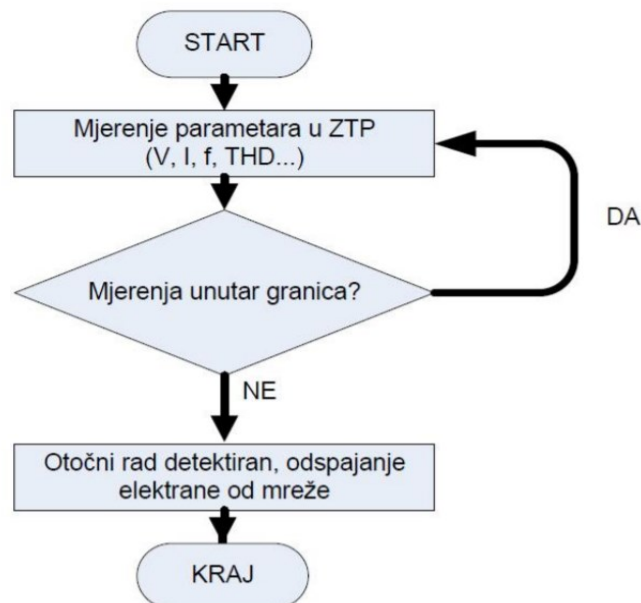 START
Mjerenje parametara u ZTP
(V, I, f, THD...)
DA
Mjerenja unutar granica?
NE
Otočni rad detektiran, odspajanje
elektrane od mreže
KRAJ